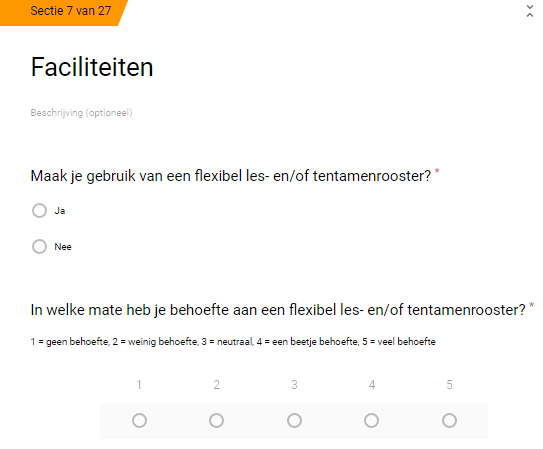 Sectie 7 van 27
Faciliteiten
Beschrijving (optioneel)
Maak je gebruik van een flexibel les- en/of tentamenrooster? *
Ja
Nee
In welke mate heb je behoefte aan een flexibel les- en/of tentamenrooster? *
1 = geen behoefte, 2 = weinig behoefte, 3 = neutraal, 4 = een beetje behoefte, 5 = veel behoefte
1 2 3 4 5